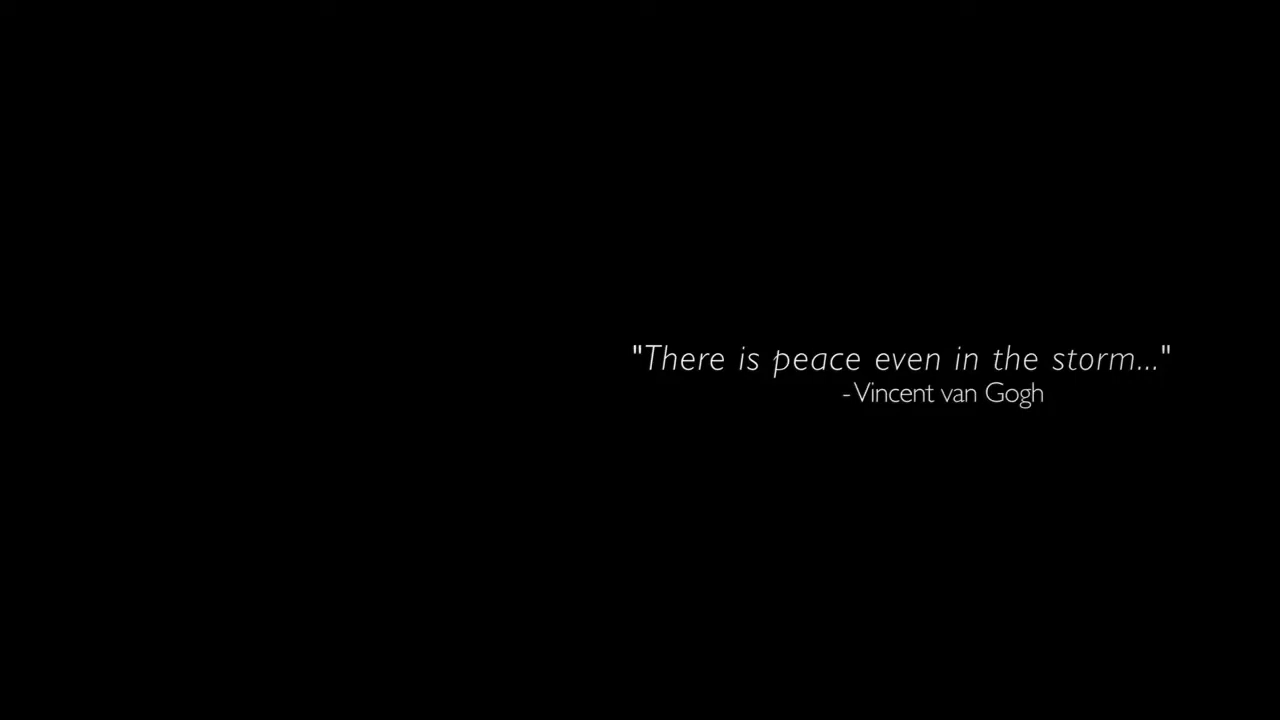 "There is peace even in the storm..."
- Vincent van Gogh